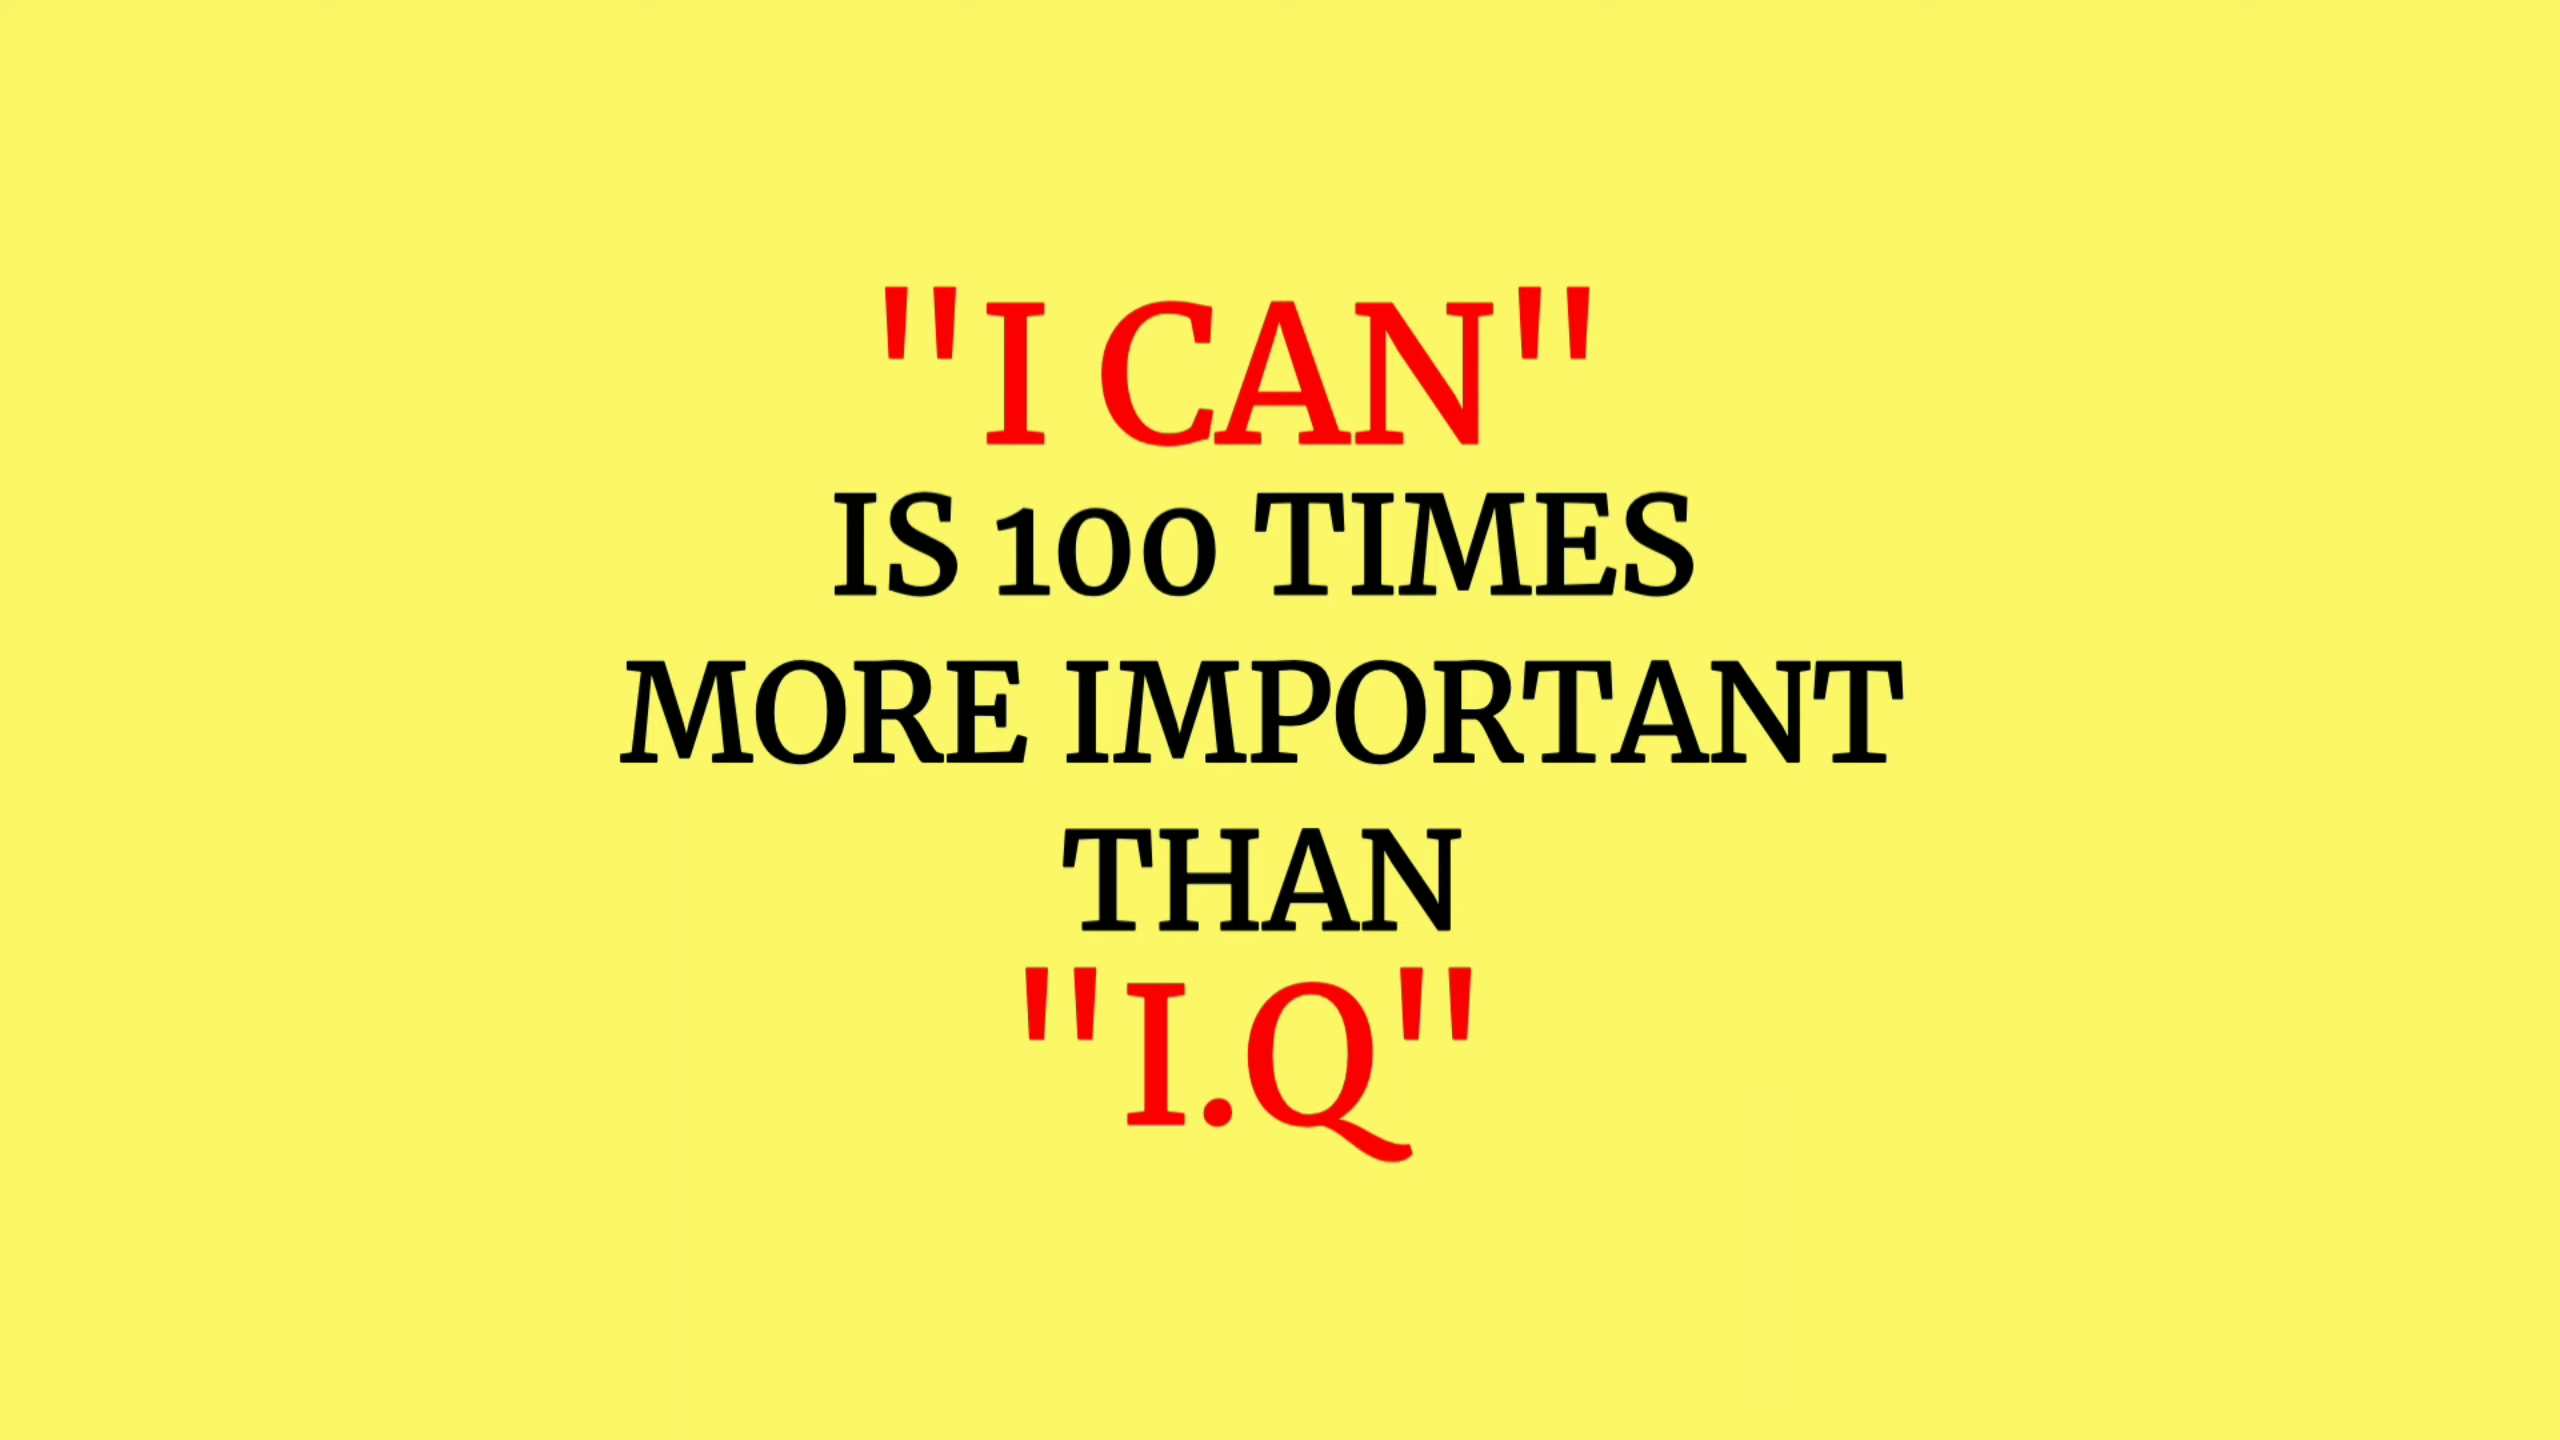 "I CAN"
IS 100 TIMES
MORE IMPORTANT
THAN
"I.Q"